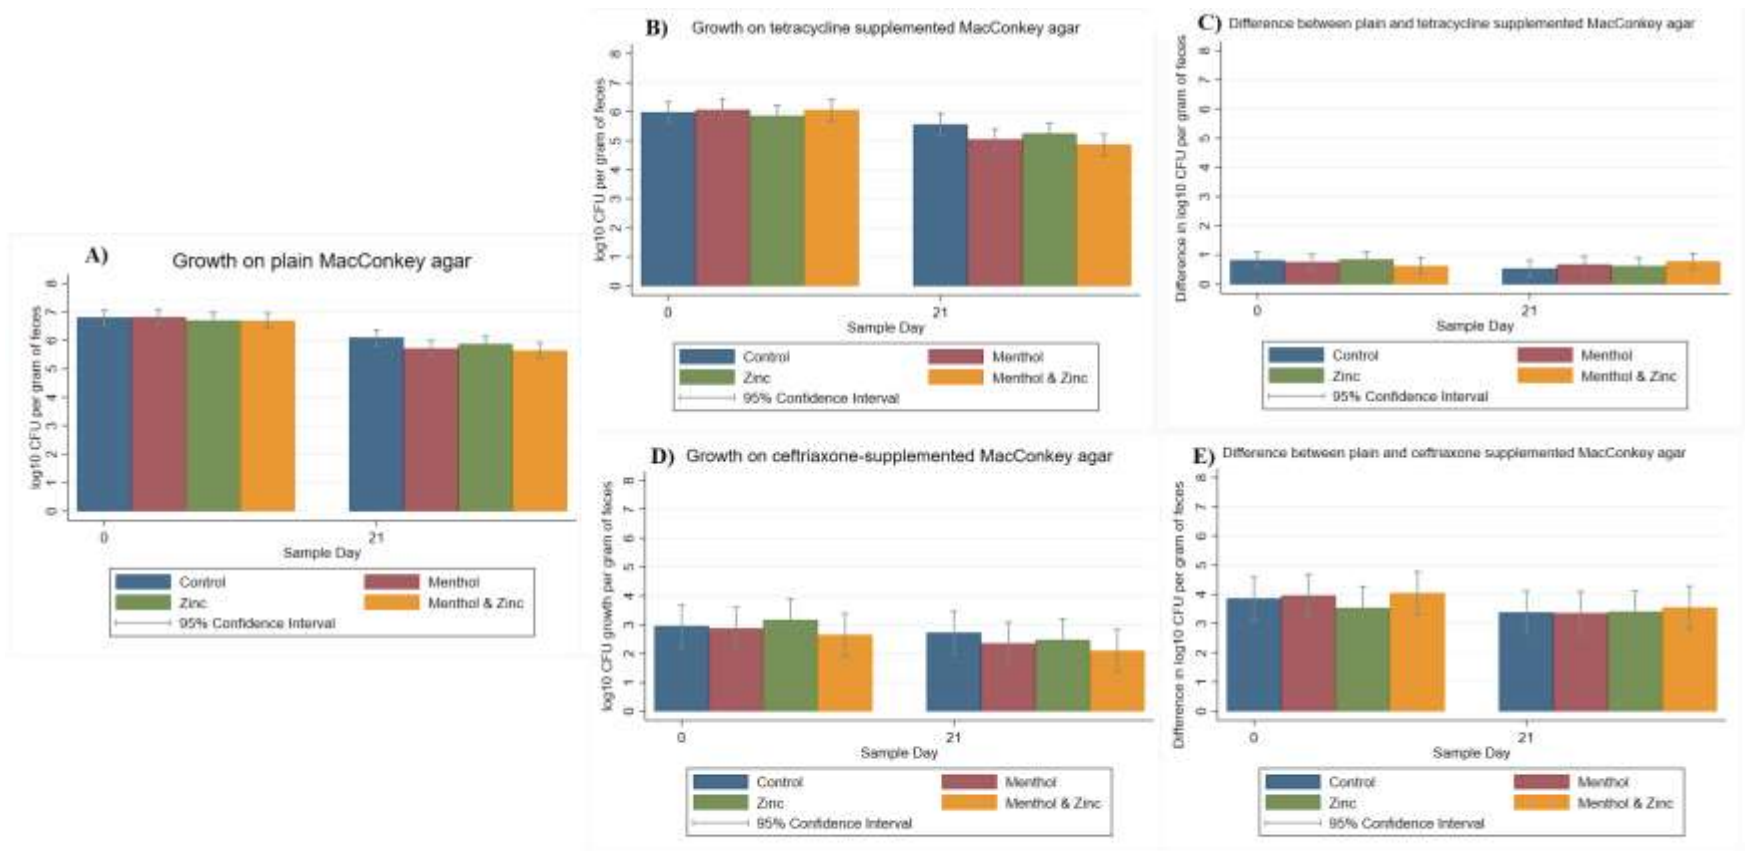 A) Growth on plain MacConkey agar
log10 CFU per gram of feces
0 1 2 3 4 5 6 7 8
0 21
Sample Day
Control Menthol
Zinc Menthol & Zinc
95% Confidence Interval
B) Growth on tetracycline supplemented MacConkey agar
log10 CFU per gram of feces
0 1 2 3 4 5 6 7 8
0 21
Sample Day
Control Menthol
Zinc Menthol & Zinc
95% Confidence Interval
C) Difference between plain and tetracycline supplemented MacConkey agar
Difference in log10 CFU per gram of feces
0 1 2 3 4 5 6 7 8
0 21
Sample Day
Control Menthol
Zinc Menthol & Zinc
95% Confidence Interval
D) Growth on ceftriaxone-supplemented MacConkey agar
log10 CFU growth per gram of feces
0 1 2 3 4 5 6 7 8
0 21
Sample Day
Control Menthol
Zinc Menthol & Zinc
95% Confidence Interval
E) Difference between plain and ceftriaxone supplemented MacConkey agar
Difference in log10 CFU per gram of feces
0 1 2 3 4 5 6 7 8
0 21
Sample Day
Control Menthol
Zinc Menthol & Zinc
95% Confidence Interval